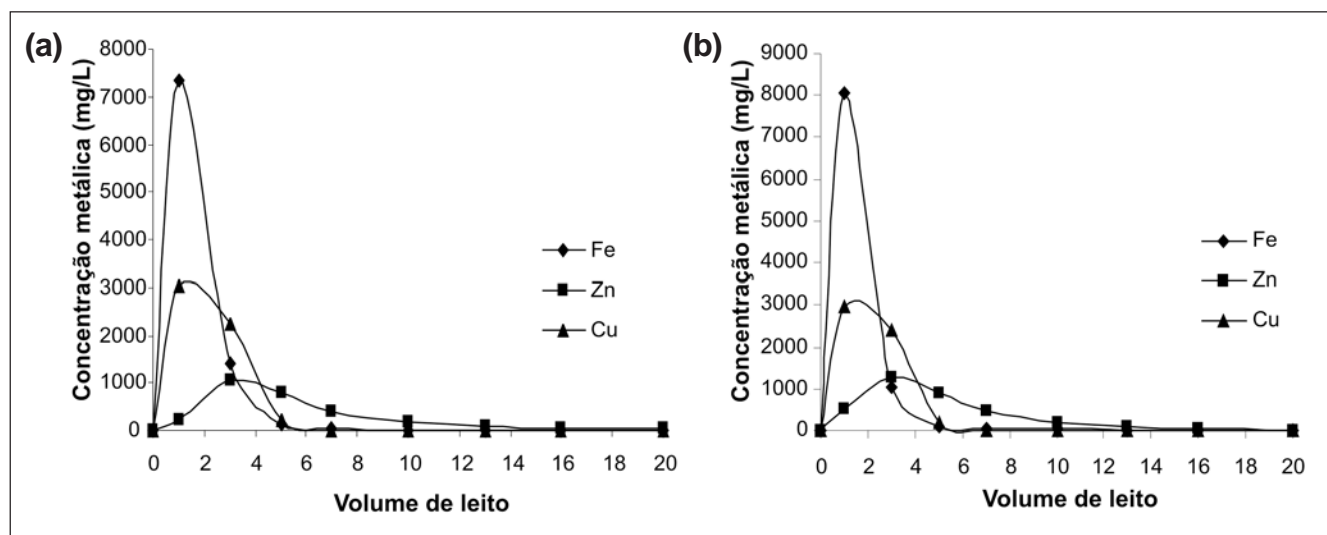 (a)
Concentração metálica (mg/L)
8000
7000
6000
5000
4000
3000
2000
1000
0
0 2 4 6 8 10 12 14 16 18 20
Volume de leito
Fe
Zn
Cu
(b)
Concentração metálica (mg/L)
9000
8000
7000
6000
5000
4000
3000
2000
1000
0
0 2 4 6 8 10 12 14 16 18 20
Volume de leito
Fe
Zn
Cu